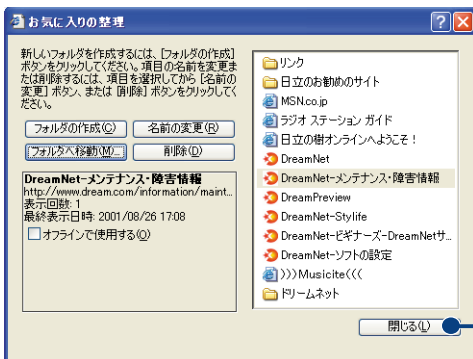 お気に入りの整理
新しいフォルダを作成するには、[フォルダの作成]
ボタンをクリックしてください。項目の名前を変更ま
たは削除するには、項目を選択してから [名前の
変更] ボタン、または [削除] ボタンをクリックしてく
ださい。
フォルダの作成(C)
名前の変更(R)
フォルダへ移動(M)...
削除(D)
DreamNet-メンテナンス・障害情報
http://www.dream.com/information/maint...
表示回数: 1
最終表示日時: 2001/08/26 17:08
オフラインで使用する(O)
リンク
日立のお勧めのサイト
MSN.co.jp
ラジオ ステーション ガイド
日立の樹オンラインへようこそ！
DreamNet
DreamNet-メンテナンス・障害情報
DreamPreview
DreamNet-Stylife
DreamNet-ビギナーズ-DreamNetサ...
DreamNet-ソフトの設定
)))Musicite(((
ドリームネット
閉じる(L)